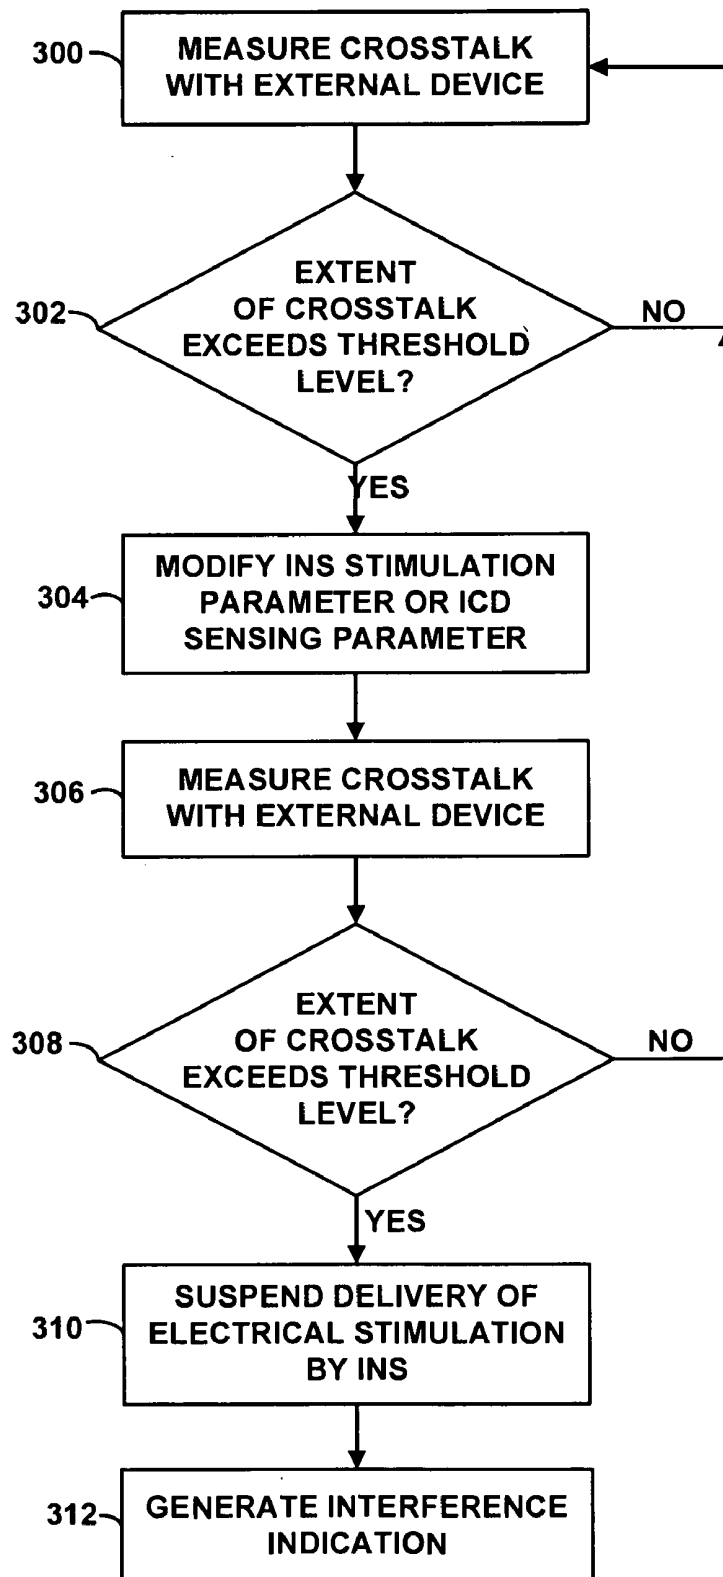 300
MEASURE CROSSTALK
WITH EXTERNAL DEVICE
302
EXTENT
OF CROSSTALK
EXCEEDS THRESHOLD
LEVEL?
NO
YES
304
MODIFY INS STIMULATION
PARAMETER OR ICD
SENSING PARAMETER
306
MEASURE CROSSTALK
WITH EXTERNAL DEVICE
308
EXTENT
OF CROSSTALK
EXCEEDS THRESHOLD
LEVEL?
NO
YES
310
SUSPEND DELIVERY OF
ELECTRICAL STIMULATION
BY INS
312
GENERATE INTERFERENCE
INDICATION